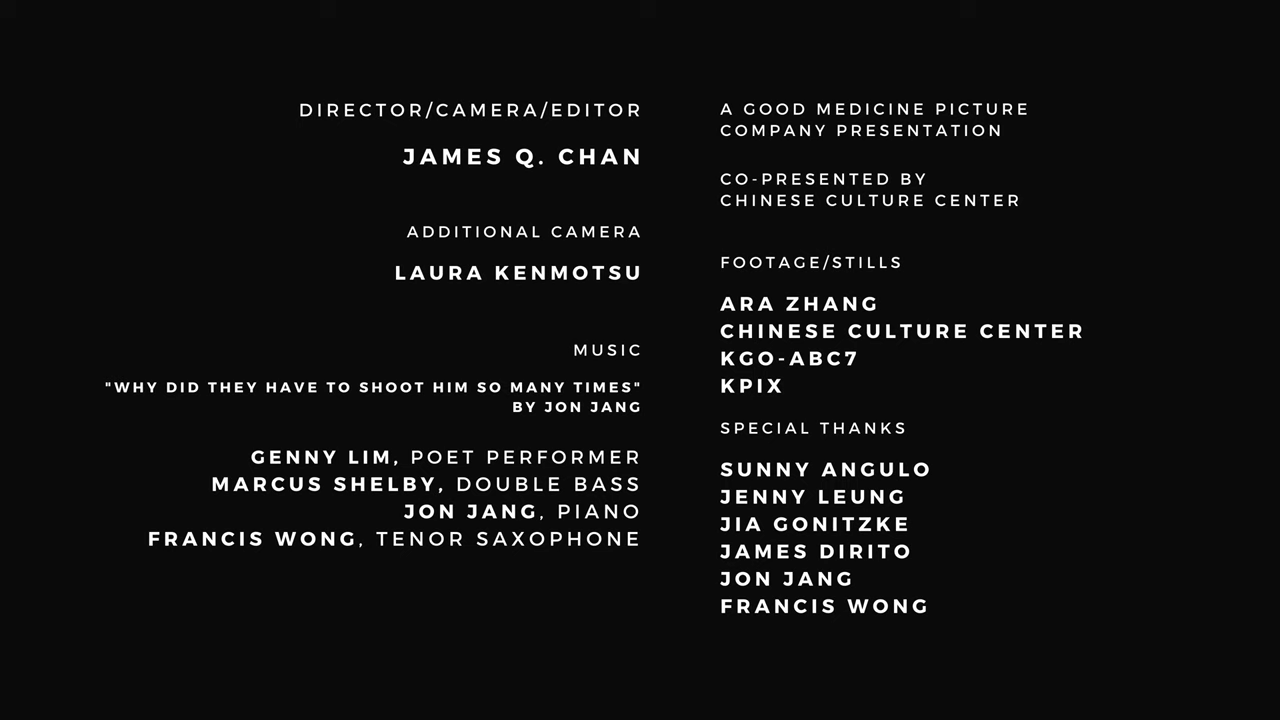 DIRECTOR/CAMERA/EDITOR
JAMES Q. CHAN
ADDITIONAL CAMERA
LAURA KENMOTSU
MUSIC
"WHY DID THEY HAVE TO SHOOT HIM SO MANY TIMES"
BY JON JANG
GENNY LIM, POET PERFORMER
MARCUS SHELBY, DOUBLE BASS
JON JANG, PIANO
FRANCIS WONG, TENOR SAXOPHONE
A GOOD MEDICINE PICTURE
COMPANY PRESENTATION
CO-PRESENTED BY
CHINESE CULTURE CENTER
FOOTAGE/STILLS
ARA ZHANG
CHINESE CULTURE CENTER
KGO-ABC7
KPIX
SPECIAL THANKS
SUNNY ANGULO
JENNY LEUNG
JIA GONITZKE
JAMES DIRITO
JON JANG
FRANCIS WONG